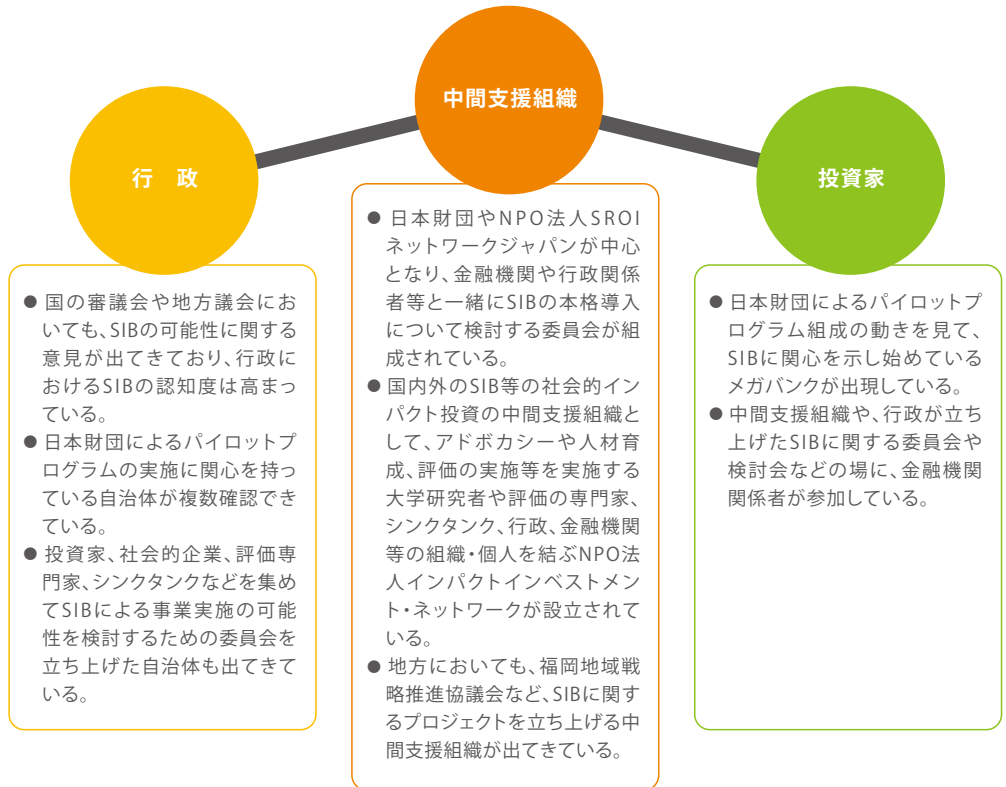 中間支援組織
行　政
投資家
● 国の審議会や地方議会にお
いても、SIBの可能性に関する
意見が出てきており、行政に
おけるSIBの認知度は高まっ
ている。
● 日本財団によるパイロットプ
ログラムの実施に関心を持っ
ている自治体が複数確認でき
ている。
● 投資家、社会的企業、評価専
門家、シンクタンクなどを集め
てSIBによる事業実施の可能
性を検討するための委員会を
立ち上げた自治体も出てきて
いる。
● 日本財団やNPO法人SROI
ネットワークジャパンが中心
となり、金融機関や行政関係
者等と一緒にSIBの本格導入
について検討する委員会が組
成されている。
● 国内外のSIB等の社会的イン
パクト投資の中間支援組織と
して、アドボカシーや人材育
成、評価の実施等を実施する
大学研究者や評価の専門家、
シンクタンク、行政、金融機関
等の組織・個人を結ぶNPO法
人インパクトインベストメン
ト・ネットワークが設立されて
いる。
● 地方においても、福岡地域戦
略推進協議会など、SIBに関す
るプロジェクトを立ち上げる中
間支援組織が出てきている。
● 日本財団によるパイロットプ
ログラム組成の動きを見て、
SIBに関心を示し始めている
メガバンクが出現している。
● 中間支援組織や、行政が立ち
上げたSIBに関する委員会や
検討会などの場に、金融機関
関係者が参加している。